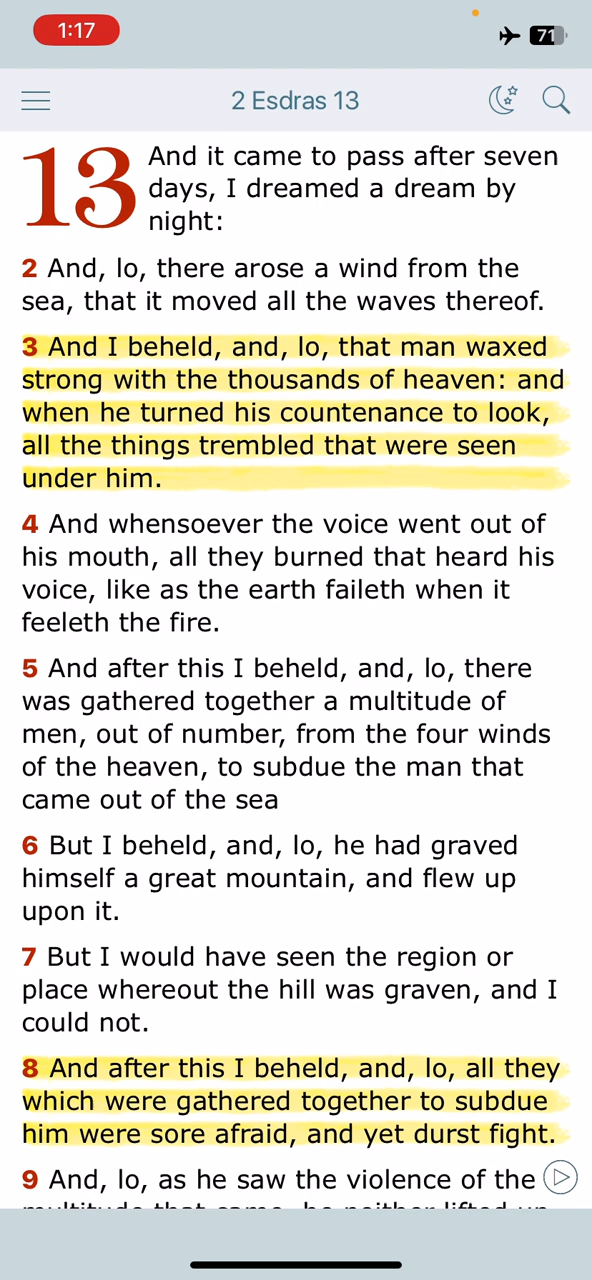 1:17
71
2 Esdras 13
13 And it came to pass after seven
days, I dreamed a dream by
night:
2 And, lo, there arose a wind from the
sea, that it moved all the waves thereof.
3 And I beheld, and, lo, that man waxed
strong with the thousands of heaven: and
when he turned his countenance to look,
all the things trembled that were seen
under him.
4 And whensoever the voice went out of
his mouth, all they burned that heard his
voice, like as the earth faileth when it
feeleth the fire.
5 And after this I beheld, and, lo, there
was gathered together a multitude of
men, out of number, from the four winds
of the heaven, to subdue the man that
came out of the sea
6 But I beheld, and, lo, he had graved
himself a great mountain, and flew up
upon it.
7 But I would have seen the region or
place whereout the hill was graven, and I
could not.
8 And after this I beheld, and, lo, all they
which were gathered together to subdue
him were sore afraid, and yet durst fight.
9 And, lo, as he saw the violence of the
multitude that came, he neither lifted up